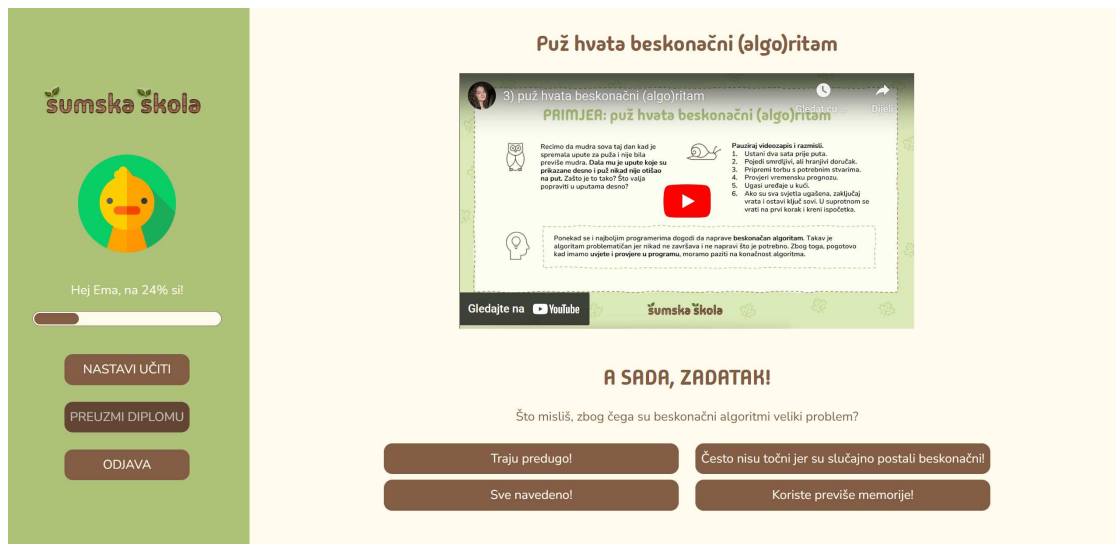 šumska škola
Hej Ema, na 24% si!
NASTAVI UČITI
PREUZMI DIPLOMU
ODJAVA
Puž hvata beskonačni (algo)ritam
3) puž hvata beskonačni (algo)ritam
Gledat ću...
Dijeli
PRIMJER: puž hvata beskonačni (algo)ritam
Recimo da mudra sova taj dan kad je
spremala upute za puža i nije bila
previše mudra. Dala mu je upute koje su
prikazane desno i puž nikad nije otišao
na put. Zašto je to tako? Što valja
popraviti u uputama desno?
Pauziraj videozapis i razmisli.
1. Ustani dva sata prije puta.
2. Pojedi smrdljivi, ali hranjivi doručak.
3. Pripremi torbu s potrebnim stvarima.
4. Provjeri vremensku prognozu.
5. Ugasi uređaje u kući.
6. Ako su sva svjetla ugašena, zaključaj
vrata i ostavi ključ sovi. U suprotnom se
vrati na prvi korak i kreni ispočetka.
Ponekad se i najboljim programerima dogodi da naprave beskonačan algoritam. Takav je
algoritam problematičan jer nikad ne završava i ne napravi što je potrebno. Zbog toga, pogotovo
kad imamo uvjete i provjere u programu, moramo paziti na konačnost algoritma.
Gledajte na YouTube
šumska škola
A SADA, ZADATAK!
Što misliš, zbog čega su beskonačni algoritmi veliki problem?
Traju predugo!
Često nisu točni jer su slučajno postali beskonačni!
Sve navedeno!
Koriste previše memorije!